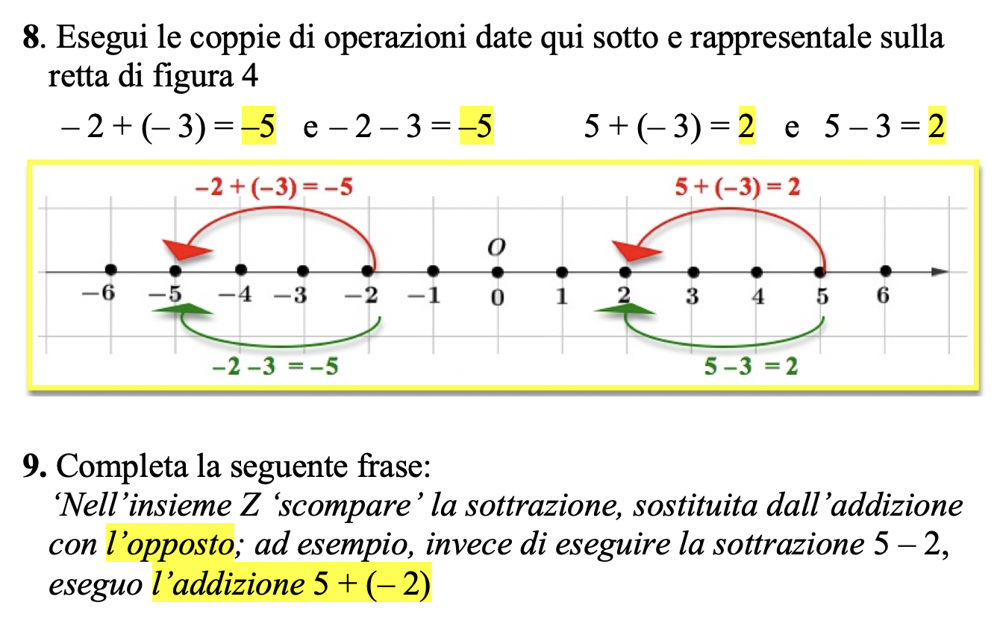 8. Esegui le coppie di operazioni date qui sotto e rappresentale sulla
retta di figura 4
– 2 + (– 3) = –5 e – 2 – 3 = –5 5 + (– 3) = 2 e 5 – 3 = 2
–2 + (–3) = –5 5 + (–3) = 2
O
–6 –5 –4 –3 –2 –1 0 1 2 3 4 5 6
–2 –3 = –5 5 –3 = 2
9. Completa la seguente frase:
‘Nell’insieme Z ‘scompare’ la sottrazione, sostituita dall’addizione
con l’opposto; ad esempio, invece di eseguire la sottrazione 5 – 2,
eseguo l’addizione 5 + (– 2)